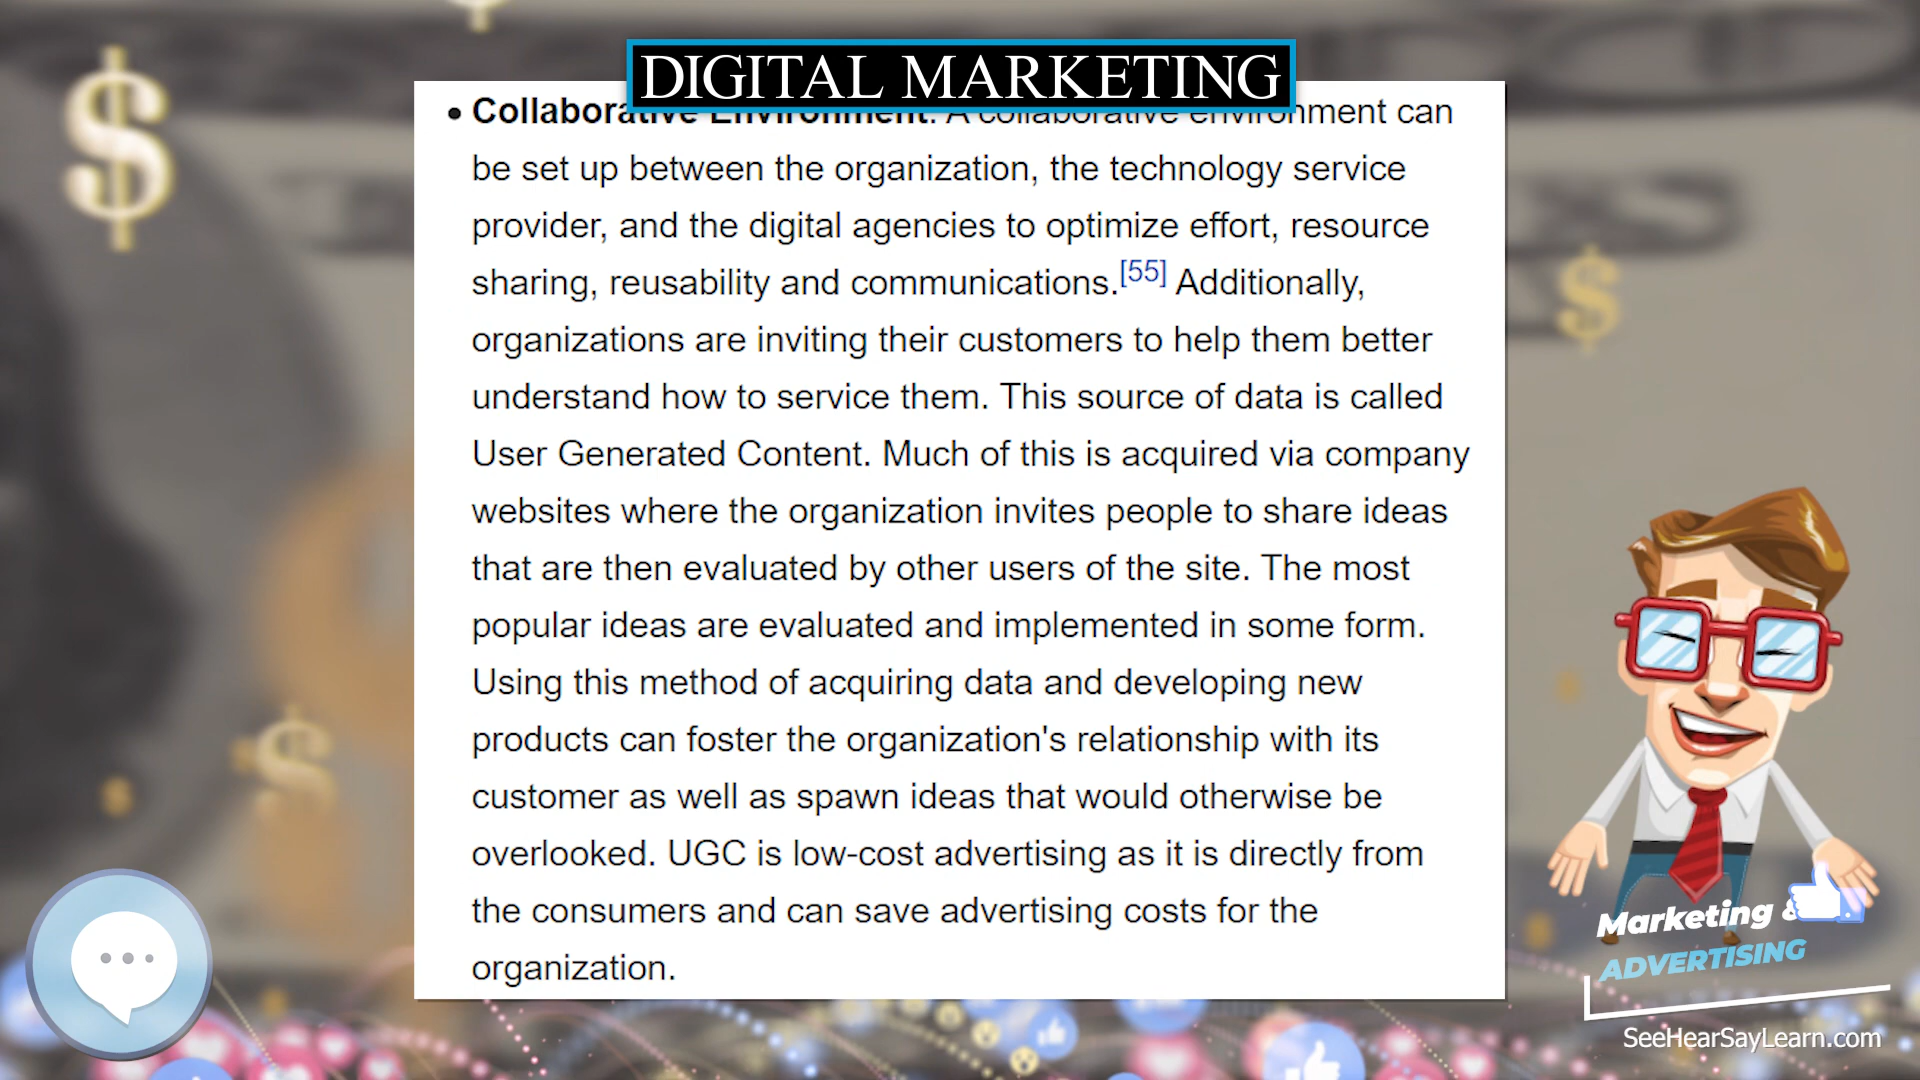 DIGITAL MARKETING
• Collaborative Environment: A collaborative environment can
be set up between the organization, the technology service
provider, and the digital agencies to optimize effort, resource
sharing, reusability and communications.[55] Additionally,
organizations are inviting their customers to help them better
understand how to service them. This source of data is called
User Generated Content. Much of this is acquired via company
websites where the organization invites people to share ideas
that are then evaluated by other users of the site. The most
popular ideas are evaluated and implemented in some form.
Using this method of acquiring data and developing new
products can foster the organization's relationship with its
customer as well as spawn ideas that would otherwise be
overlooked. UGC is low-cost advertising as it is directly from
the consumers and can save advertising costs for the
organization.
Marketing &
ADVERTISING
SeeHearSayLearn.com